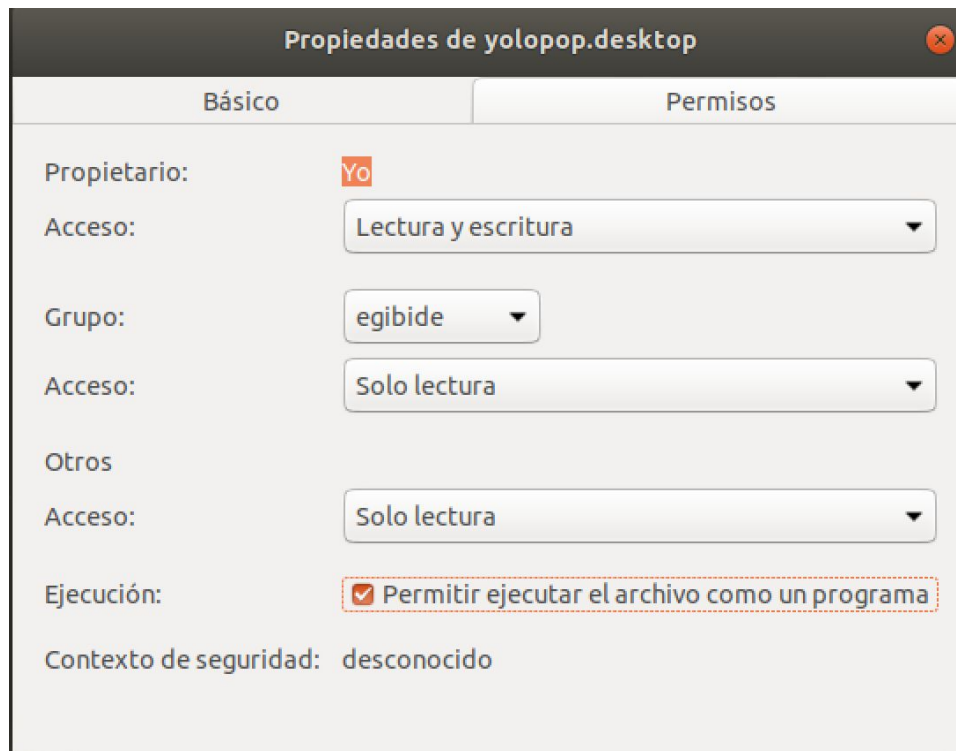 Propiedades de yolopop.desktop
Básico Permisos
Propietario: Yo
Acceso: Lectura y escritura
Grupo: egibide
Acceso: Solo lectura
Otros
Acceso: Solo lectura
Ejecución: Permitir ejecutar el archivo como un programa
Contexto de seguridad: desconocido